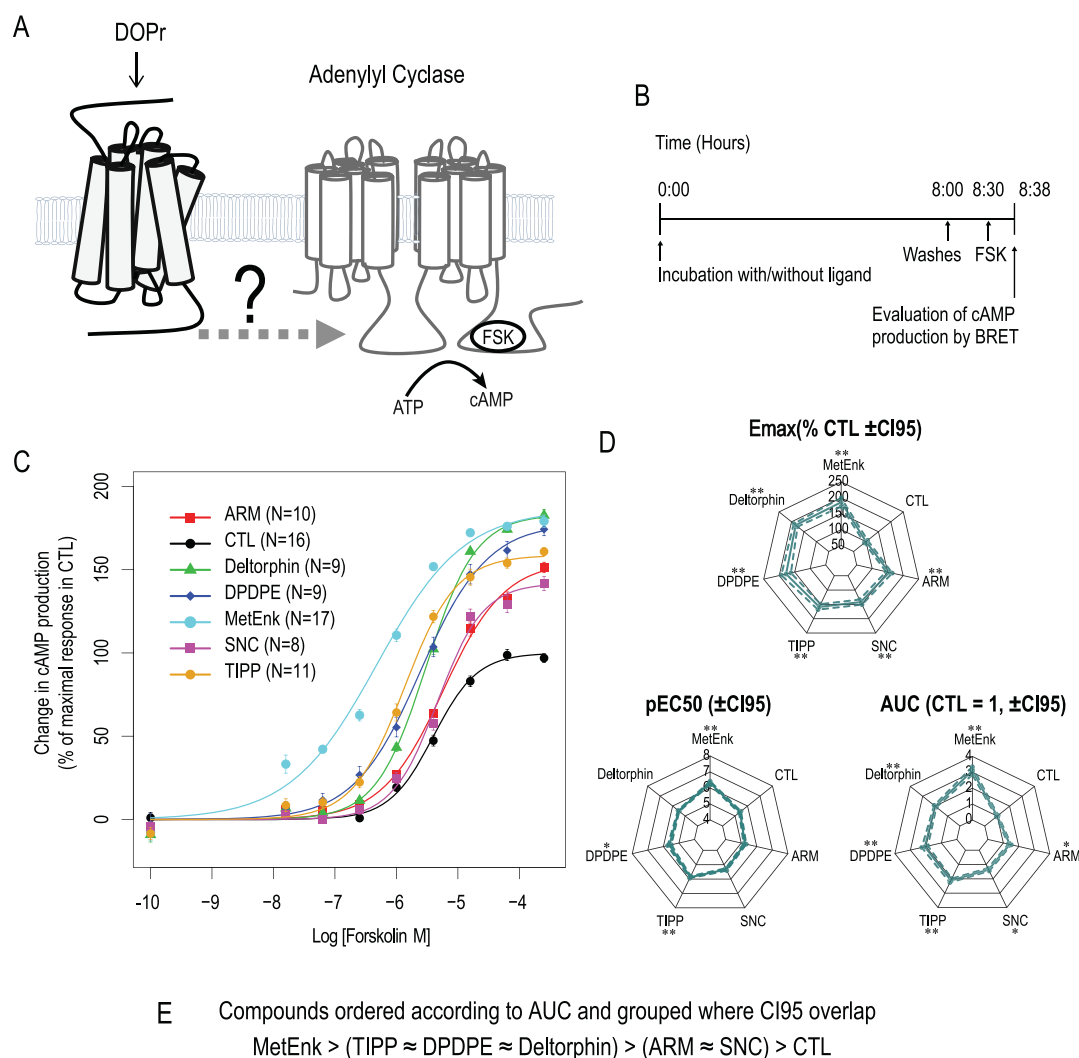 A
DOPr
Adenylyl Cyclase
?
FSK
ATP
cAMP
B
Time (Hours)
0:00
8:00
8:30
8:38
Incubation with/without ligand
Washes
FSK
Evaluation of cAMP
production by BRET
C
Change in cAMP production
(% of maximal response in CTL)
200
150
100
50
0
ARM (N=10)
CTL (N=16)
Deltorphin (N=9)
DPDPE (N=9)
MetEnk (N=17)
SNC (N=8)
TIPP (N=11)
-10
-9
-8
-7
-6
-5
-4
Log [Forskolin M]
D
Emax(% CTL ±CI95)
**
MetEnk
CTL
**
ARM
SNC
**
TIPP
**
**
DPDPE
**
Deltorphin
250
200
150
100
50
pEC50 (±CI95)
**
MetEnk
CTL
ARM
SNC
TIPP
**
DPDPE *
Deltorphin
8
7
6
5
4
AUC (CTL = 1, ±CI95)
**
MetEnk
CTL
*
ARM
SNC
*
TIPP
**
**
DPDPE
**
Deltorphin
4
3
2
1
0
E
Compounds ordered according to AUC and grouped where CI95 overlap
MetEnk > (TIPP ≈ DPDPE ≈ Deltorphin) > (ARM ≈ SNC) > CTL